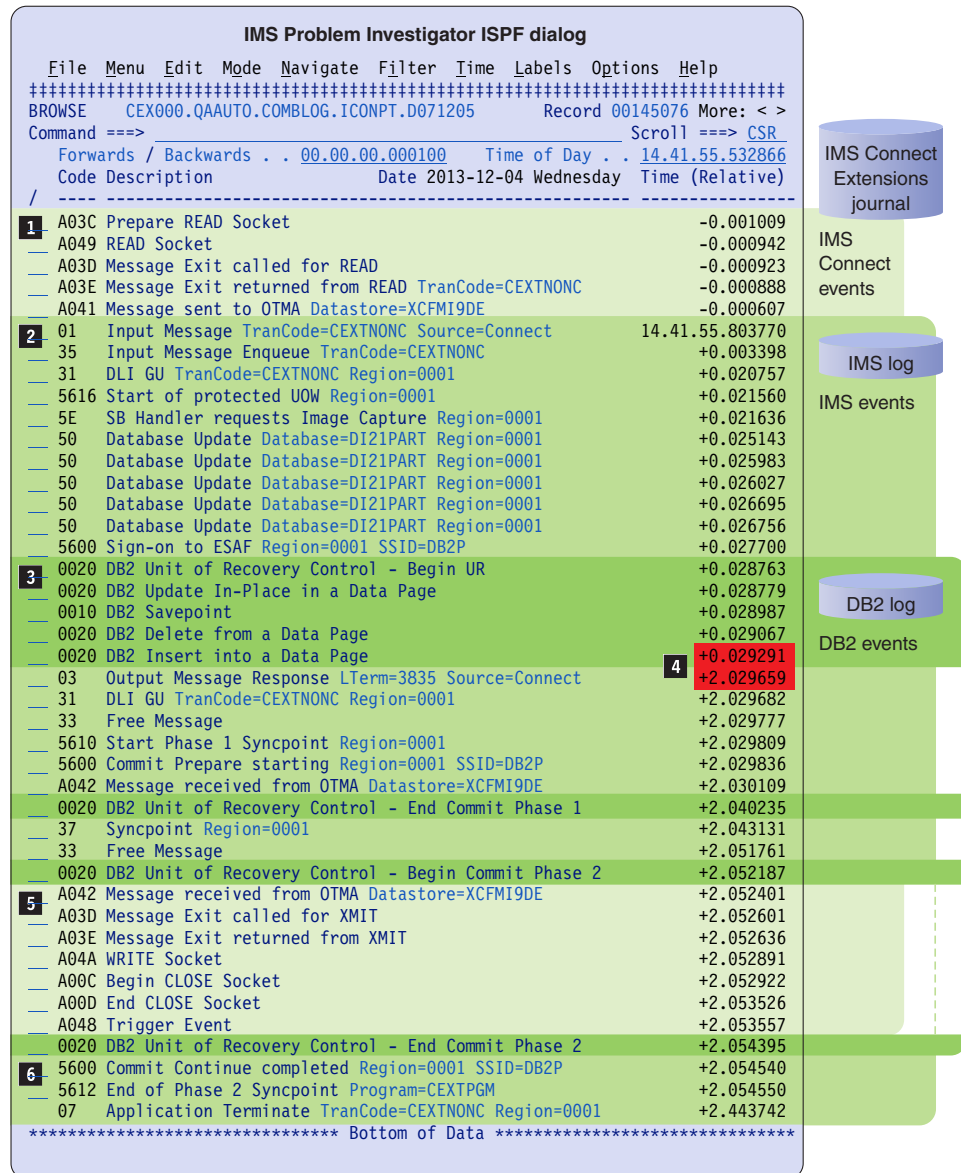 IMS Problem Investigator ISPF dialog
File Menu Edit Mode Navigate Filter Time Labels Options Help
‡‡‡‡‡‡‡‡‡‡‡‡‡‡‡‡‡‡‡‡‡‡‡‡‡‡‡‡‡‡‡‡‡‡‡‡‡‡‡‡‡‡‡‡‡‡‡‡‡‡‡‡‡‡‡‡‡‡‡‡‡‡‡‡‡‡‡‡‡‡‡‡‡‡‡‡‡‡
BROWSE CEX000.QAAUTO.COMBLOG.ICONPT.D071205 Record 00145076 More: < >
Command ===> Scroll ===> CSR
Forwards / Backwards . . 00.00.00.000100 Time of Day . . 14.41.55.532866
Code Description Date 2013-12-04 Wednesday Time (Relative)
/ ---- -------------------------------------------------------- ----------------
1 A03C Prepare READ Socket -0.001009
A049 READ Socket -0.000942
A03D Message Exit called for READ -0.000923
A03E Message Exit returned from READ TranCode=CEXTNONC -0.000888
A041 Message sent to OTMA Datastore=XCFMI9DE -0.000607
2 01 Input Message TranCode=CEXTNONC Source=Connect 14.41.55.803770
35 Input Message Enqueue TranCode=CEXTNONC +0.003398
31 DLI GU TranCode=CEXTNONC Region=0001 +0.020757
5616 Start of protected UOW Region=0001 +0.021560
5E SB Handler requests Image Capture Region=0001 +0.021636
50 Database Update Database=DI21PART Region=0001 +0.025143
50 Database Update Database=DI21PART Region=0001 +0.025983
50 Database Update Database=DI21PART Region=0001 +0.026027
50 Database Update Database=DI21PART Region=0001 +0.026695
50 Database Update Database=DI21PART Region=0001 +0.026756
5600 Sign-on to ESAF Region=0001 SSID=DB2P +0.027700
3 0020 DB2 Unit of Recovery Control - Begin UR +0.028763
0020 DB2 Update In-Place in a Data Page +0.028779
0010 DB2 Savepoint +0.028987
0020 DB2 Delete from a Data Page +0.029067
0020 DB2 Insert into a Data Page 4 +0.029291
03 Output Message Response LTerm=3835 Source=Connect +2.029659
31 DLI GU TranCode=CEXTNONC Region=0001 +2.029682
33 Free Message +2.029777
5610 Start Phase 1 Syncpoint Region=0001 +2.029809
5600 Commit Prepare starting Region=0001 SSID=DB2P +2.029836
A042 Message received from OTMA Datastore=XCFMI9DE +2.030109
0020 DB2 Unit of Recovery Control - End Commit Phase 1 +2.040235
37 Syncpoint Region=0001 +2.043131
33 Free Message +2.051761
0020 DB2 Unit of Recovery Control - Begin Commit Phase 2 +2.052187
5 A042 Message received from OTMA Datastore=XCFMI9DE +2.052401
A03D Message Exit called for XMIT +2.052601
A03E Message Exit returned from XMIT +2.052636
A04A WRITE Socket +2.052891
A00C Begin CLOSE Socket +2.052922
A00D End CLOSE Socket +2.053526
A048 Trigger Event +2.053557
0020 DB2 Unit of Recovery Control - End Commit Phase 2 +2.054395
6 5600 Commit Continue completed Region=0001 SSID=DB2P +2.054540
5612 End of Phase 2 Syncpoint Program=CEXTPGM +2.054550
07 Application Terminate TranCode=CEXTNONC Region=0001 +2.443742
******************************** Bottom of Data *******************************
IMS Connect
Extensions
journal
IMS
Connect
events
IMS log
IMS events
DB2 log
DB2 events